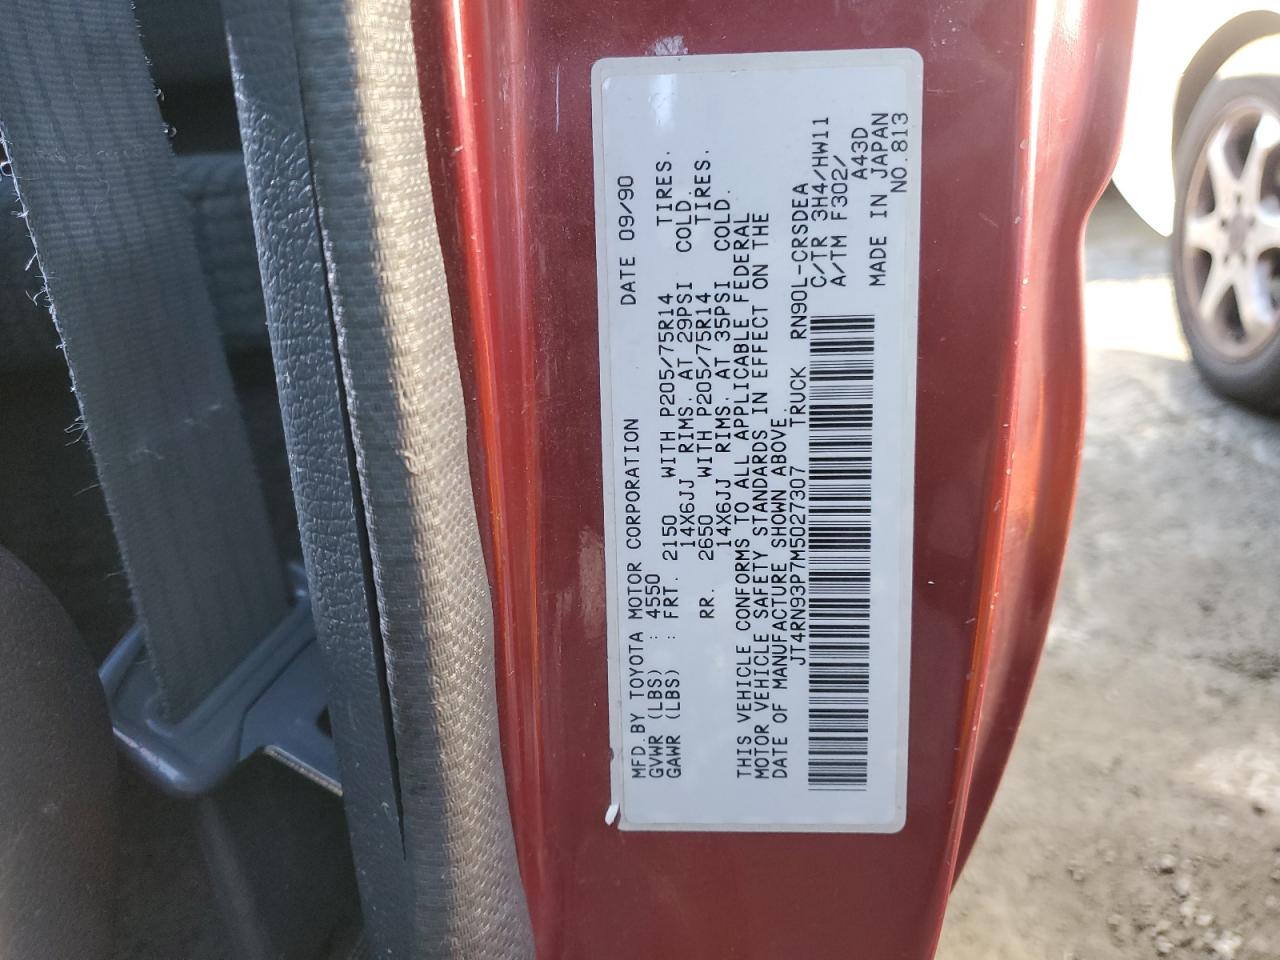 MFD.BY TOYOTA MOTOR CORPORATION DATE 09/90
GVWR (LBS) : 4550
GAWR (LBS) : FRT. 2150 WITH P205/75R14 TIRES.
14X6JJ RIMS. AT 29PSI COLD.
RR. 2650 WITH P205/75R14 TIRES.
14X6JJ RIMS. AT 35PSI COLD.
THIS VEHICLE CONFORMS TO ALL APPLICABLE FEDERAL
MOTOR VEHICLE SAFETY STANDARDS IN EFFECT ON THE
DATE OF MANUFACTURE SHOWN ABOVE.
JT4RN93P7M5027307 TRUCK RN90L-CRSDEA
C/TR 3H4/HW11
A/TM F302/
A43D
MADE IN JAPAN
NO.813